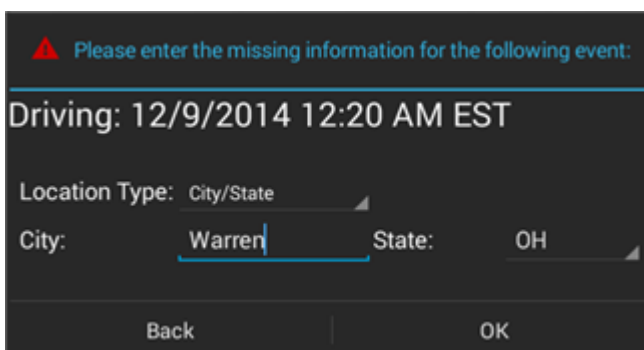 Please enter the missing information for the following event:
Driving: 12/9/2014 12:20 AM EST
Location Type: City/State
City: Warren State: OH
Back OK